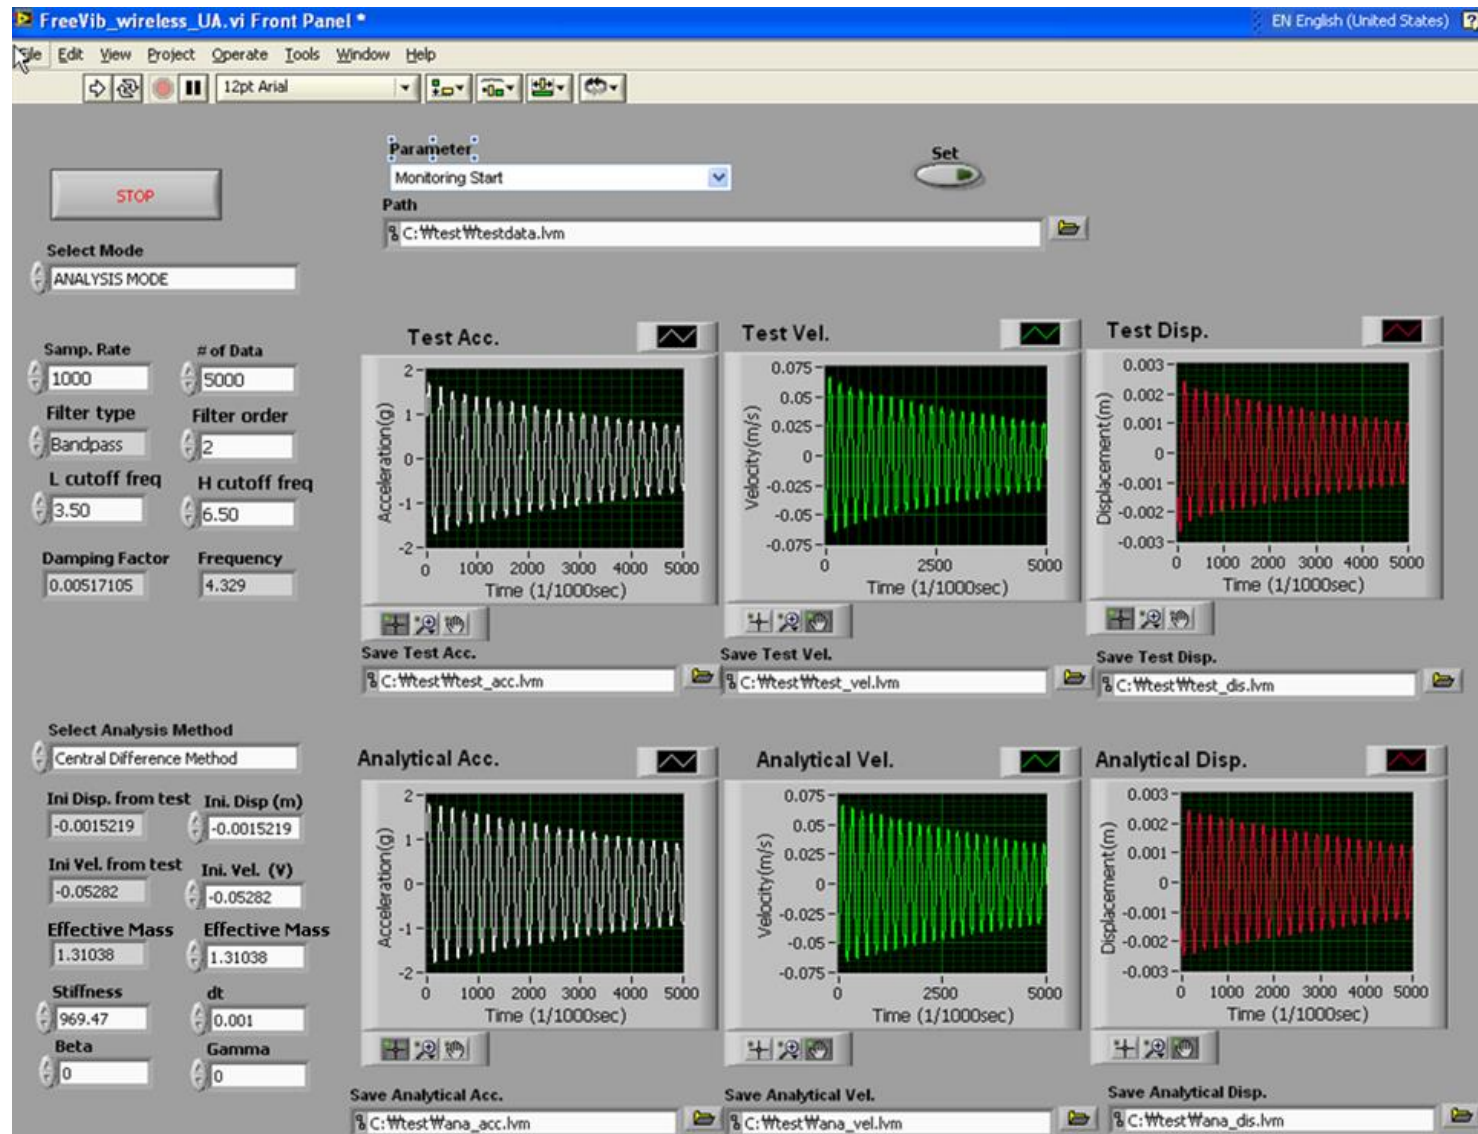 FreeVib_wireless_UA.vi Front Panel *
EN English (United States)
File Edit View Project Operate Tools Window Help
12pt Arial
Parameter
Monitoring Start
Set
STOP
Path
C:₩test₩testdata.lvm
Select Mode
ANALYSIS MODE
Samp. Rate
# of Data
1000
5000
Filter type
Filter order
Bandpass
2
L cutoff freq
H cutoff freq
3.50
6.50
Damping Factor
Frequency
0.00517105
4.329
Test Acc.
Acceleration(g)
2
1
0
-1
-2
0 1000 2000 3000 4000 5000
Time (1/1000sec)
Save Test Acc.
C:₩test₩test_acc.lvm
Test Vel.
Velocity(m/s)
0.075
0.05
0.025
0
-0.025
-0.05
-0.075
0 2500 5000
Time (1/1000sec)
Save Test Vel.
C:₩test₩test_vel.lvm
Test Disp.
Displacement(m)
0.003
0.002
0.001
0
-0.001
-0.002
-0.003
0 1000 2000 3000 4000 5000
Time (1/1000sec)
Save Test Disp.
C:₩test₩test_dis.lvm
Select Analysis Method
Central Difference Method
Ini Disp. from test
Ini. Disp (m)
-0.0015219
-0.0015219
Ini Vel. from test
Ini. Vel. (V)
-0.05282
-0.05282
Effective Mass
Effective Mass
1.31038
1.31038
Stiffness
dt
969.47
0.001
Beta
Gamma
0
0
Analytical Acc.
Acceleration(g)
2
1
0
-1
-2
0 1000 2000 3000 4000 5000
Time (1/1000sec)
Save Analytical Acc.
C:₩test₩ana_acc.lvm
Analytical Vel.
Velocity(m/s)
0.075
0.05
0.025
0
-0.025
-0.05
-0.075
0 2500 5000
Time (1/1000sec)
Save Analytical Vel.
C:₩test₩ana_vel.lvm
Analytical Disp.
Displacement(m)
0.003
0.002
0.001
0
-0.001
-0.002
-0.003
0 1000 2000 3000 4000 5000
Time (1/1000sec)
Save Analytical Disp.
C:₩test₩ana_dis.lvm